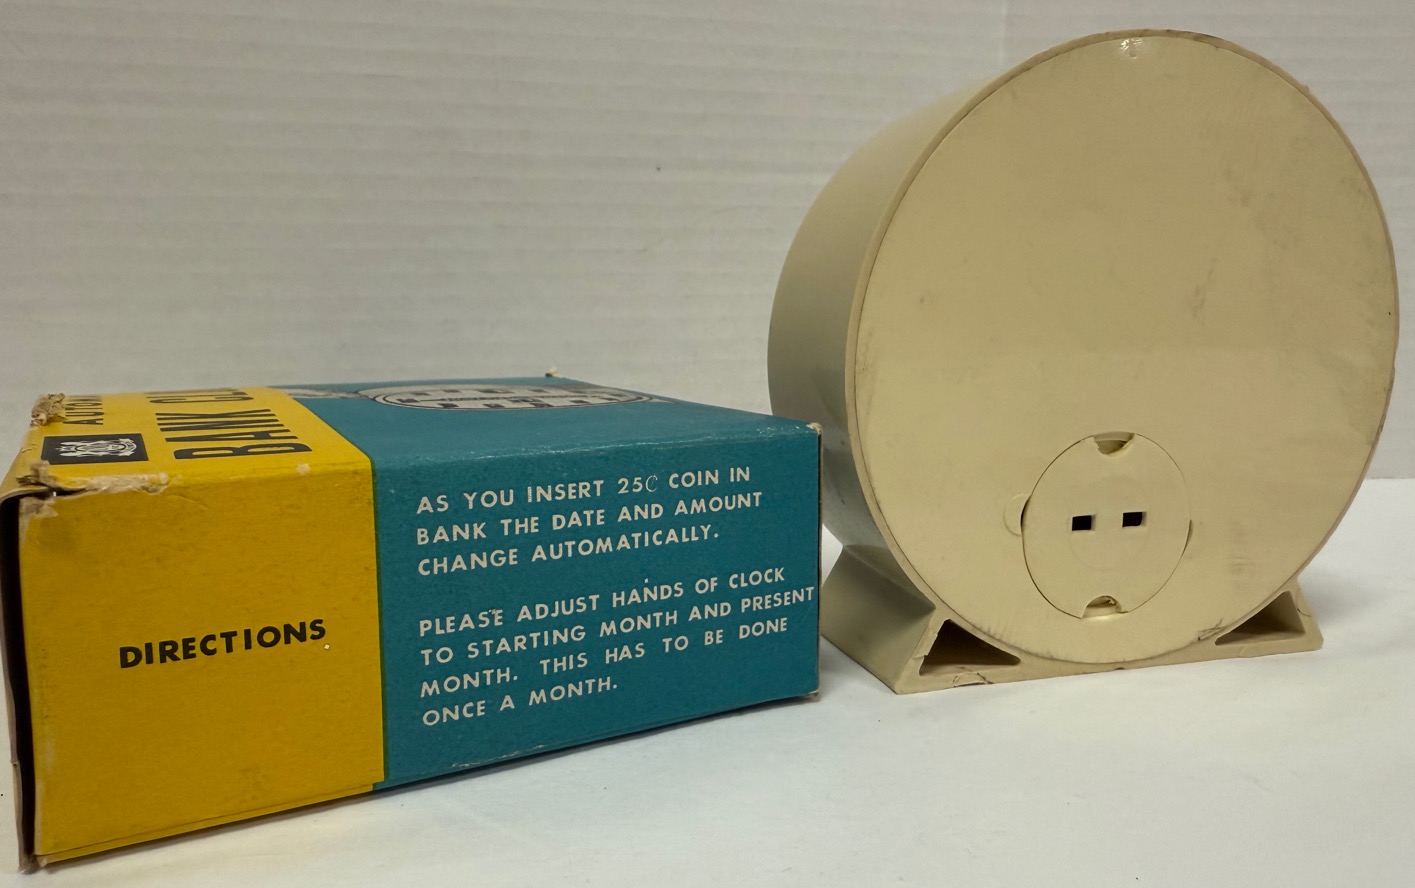 BANK
DIRECTIONS
AS YOU INSERT 25¢ COIN IN
BANK THE DATE AND AMOUNT
CHANGE AUTOMATICALLY.
PLEASE ADJUST HANDS OF CLOCK
TO STARTING MONTH AND PRESENT
MONTH. THIS HAS TO BE DONE
ONCE A MONTH.